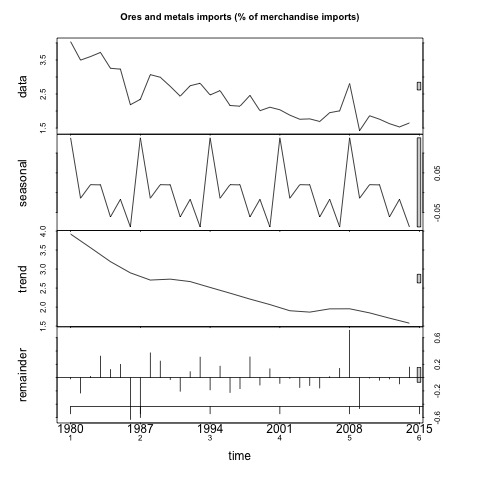 Ores and metals imports (% of merchandise imports)
data
1.5 2.5 3.5
seasonal
-0.05 0.05
trend
1.5 2.0 2.5 3.0 3.5 4.0
remainder
-0.6 -0.2 0.2 0.6
1980 1987 1994 2001 2008 2015
1 2 3 4 5 6
time